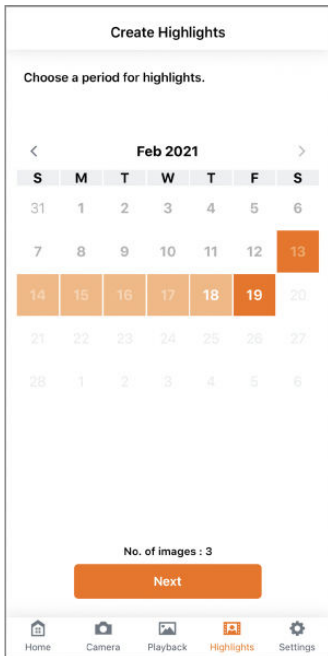 Create Highlights
Choose a period for highlights.
< Feb 2021 >
S M T W T F S
31 1 2 3 4 5 6
7 8 9 10 11 12 13
14 15 16 17 18 19 20
21 22 23 24 25 26 27
28 1 2 3 4 5 6
No. of images : 3
Next
Home Camera Playback Highlights Settings